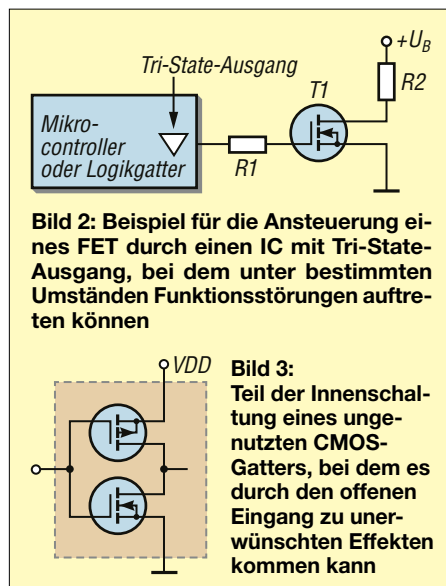 +U_B
Tri-State-Ausgang
R2
T1
Mikro-
controller
oder Logikgatter
R1
Bild 2: Beispiel für die Ansteuerung ei-
nes FET durch einen IC mit Tri-State-
Ausgang, bei dem unter bestimmten
Umständen Funktionsstörungen auftre-
ten können
VDD
Bild 3:
Teil der Innenschal-
tung eines unge-
nutzten CMOS-
Gatters, bei dem es
durch den offenen
Eingang zu uner-
wünschten Effekten
kommen kann